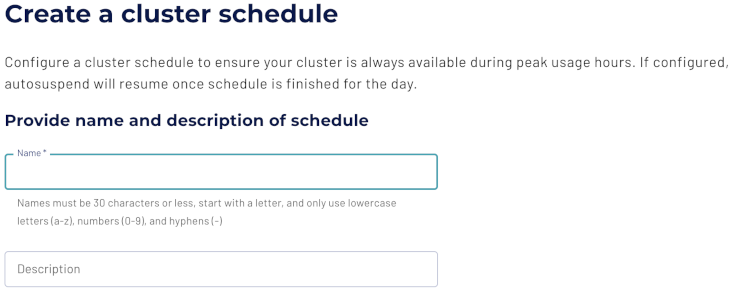 Create a cluster schedule
Configure a cluster schedule to ensure your cluster is always available during peak usage hours. If configured,
autosuspend will resume once schedule is finished for the day.
Provide name and description of schedule
Name *
Names must be 30 characters or less, start with a letter, and only use lowercase
letters (a-z), numbers (0-9), and hyphens (-)
Description